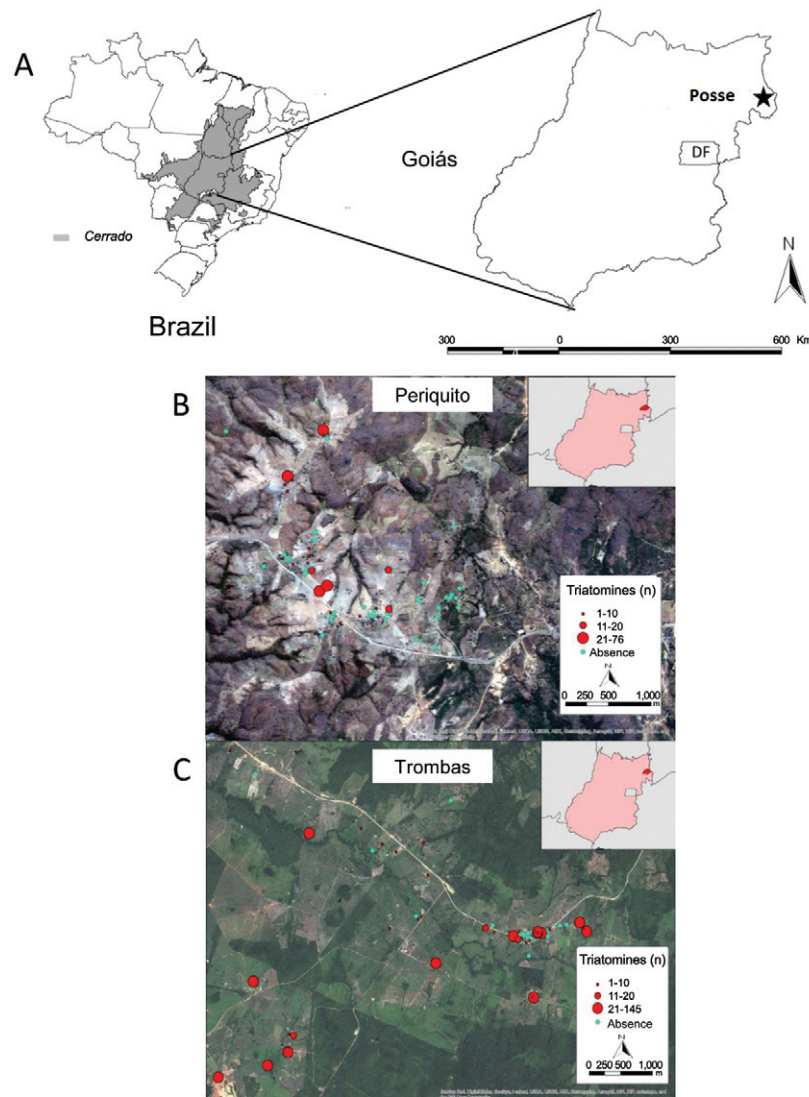 A
Posse
Goiás
DF
Cerrado
N
Brazil
300 0 300 600 Km
B
Periquito
Triatomines (n)
1-10
11-20
21-76
Absence
N
0 250 500 1,000
m
C
Trombas
Triatomines (n)
1-10
11-20
21-145
Absence
N
0 250 500 1,000
m